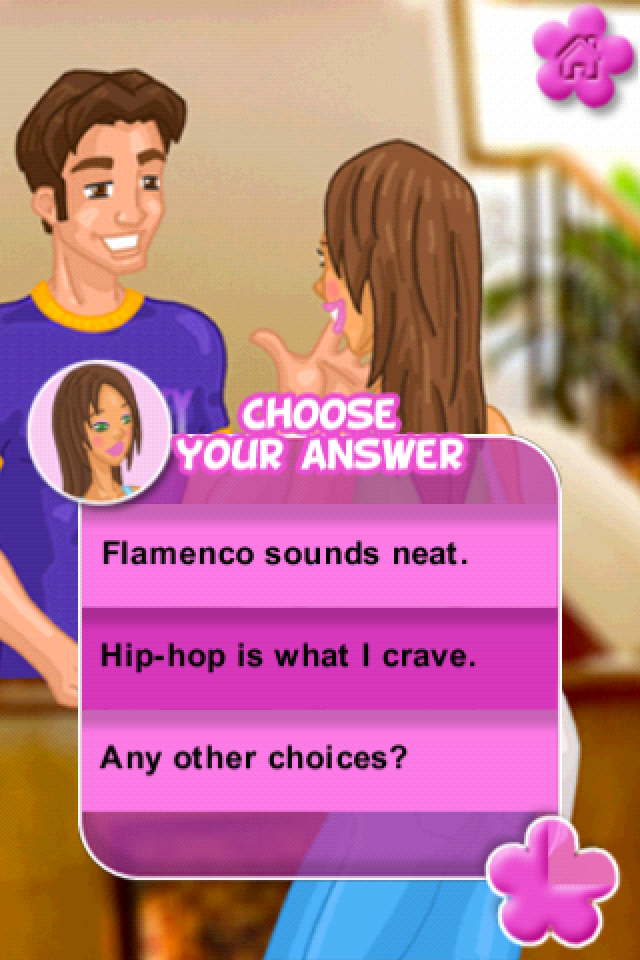 CHOOSE
YOUR ANSWER
Flamenco sounds neat.
Hip-hop is what I crave.
Any other choices?